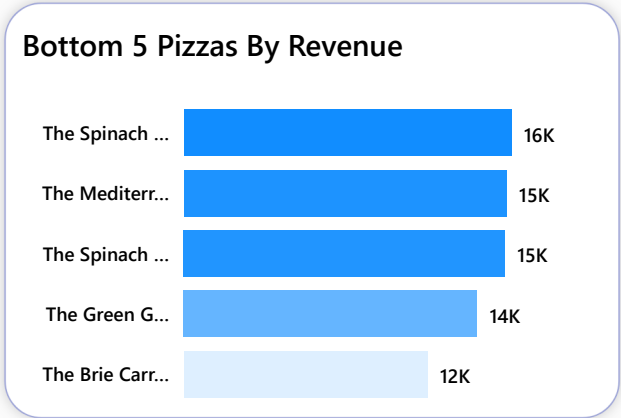 Bottom 5 Pizzas By Revenue
The Spinach ... 16K
The Mediterr... 15K
The Spinach ... 15K
The Green G... 14K
The Brie Carr... 12K